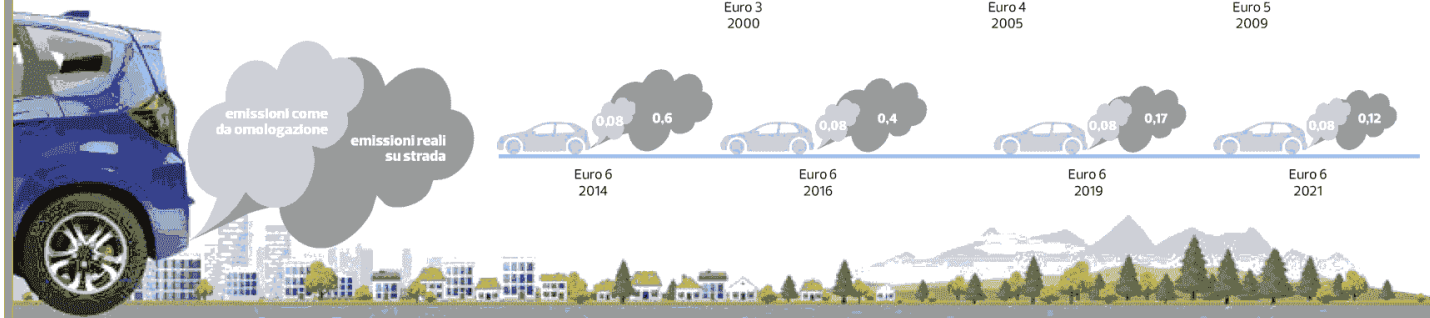 Euro 3
2000
Euro 4
2005
Euro 5
2009
emissioni come
da omologazione
emissioni reali
su strada
0,08
0,6
0,08
0,4
0,08
0,17
0,08
0,12
Euro 6
2014
Euro 6
2016
Euro 6
2019
Euro 6
2021